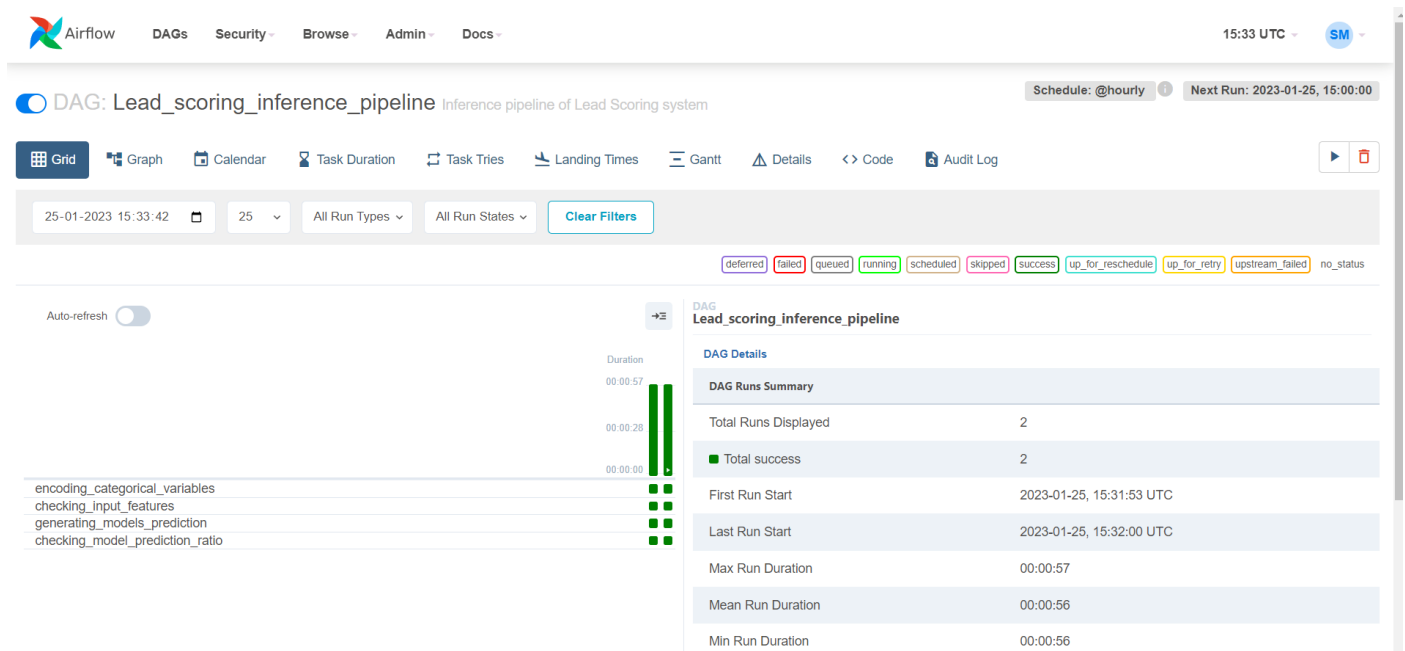 Airflow DAGs Security Browse Admin Docs 15:33 UTC SM
DAG: Lead_scoring_inference_pipeline Inference pipeline of Lead Scoring system Schedule: @hourly i Next Run: 2023-01-25, 15:00:00
Grid Graph Calendar Task Duration Task Tries Landing Times Gantt Details <> Code Audit Log
25-01-2023 15:33:42 25 All Run Types All Run States Clear Filters
deferred failed queued running scheduled skipped success up_for_reschedule up_for_retry upstream_failed no_status
Auto-refresh
Duration
00:00:57
00:00:28
00:00:00
encoding_categorical_variables
checking_input_features
generating_models_prediction
checking_model_prediction_ratio
DAG
Lead_scoring_inference_pipeline
DAG Details
DAG Runs Summary
Total Runs Displayed 2
Total success 2
First Run Start 2023-01-25, 15:31:53 UTC
Last Run Start 2023-01-25, 15:32:00 UTC
Max Run Duration 00:00:57
Mean Run Duration 00:00:56
Min Run Duration 00:00:56